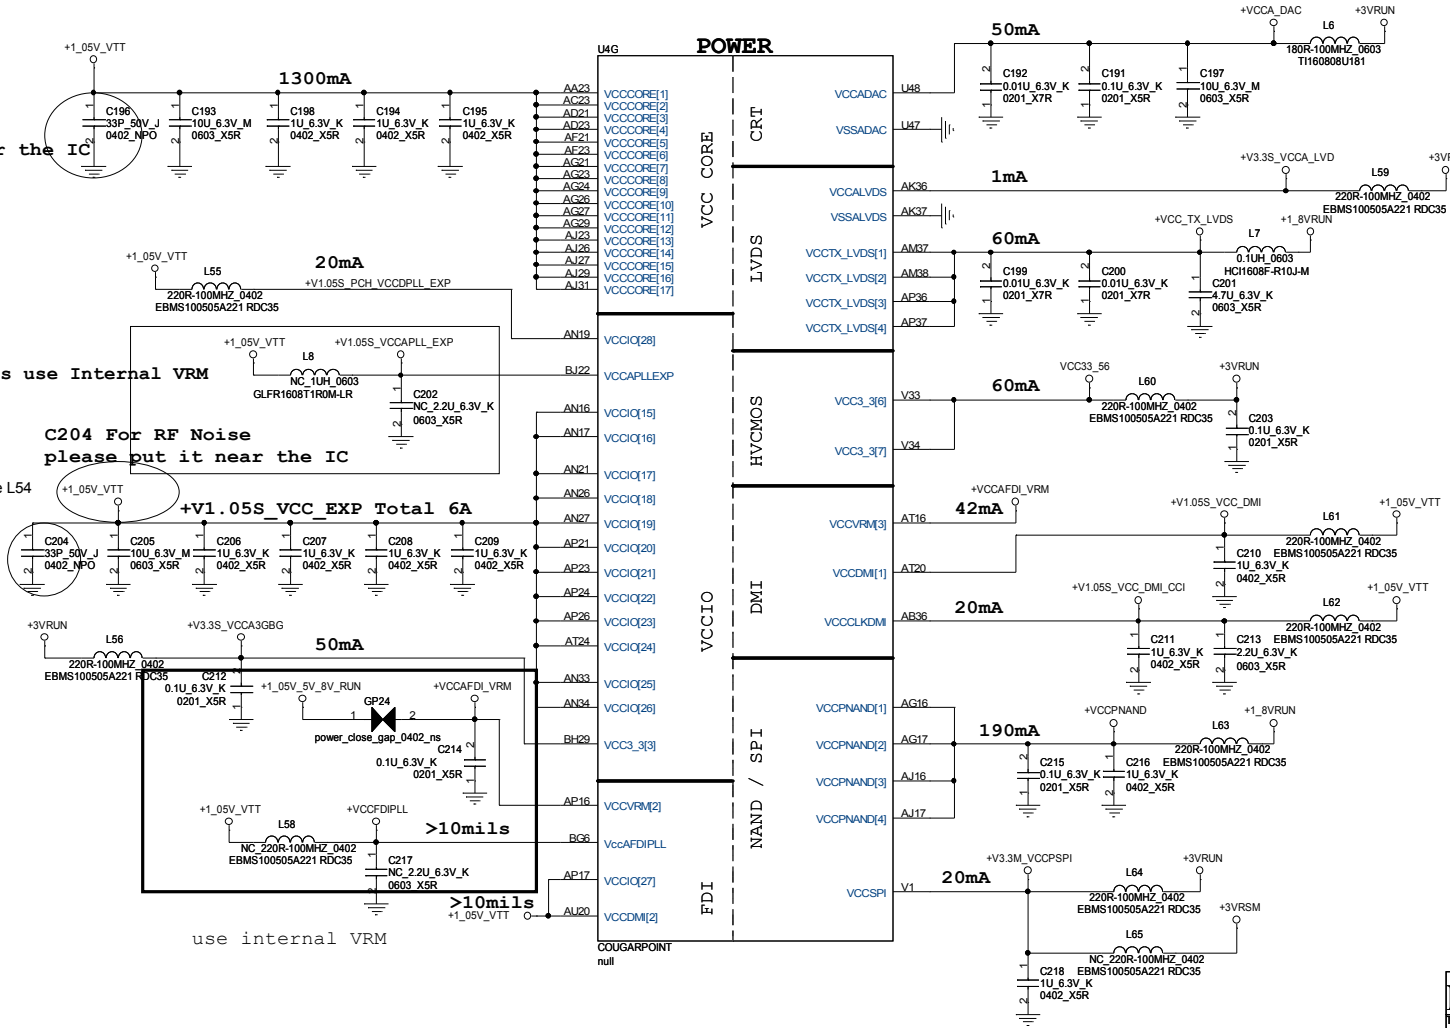 POWER
U4G
+1_05V_VTT
1300mA
C196
33P_50V_J
0402_NPO
C193
10U_6.3V_M
0603_X5R
C198
1U_6.3V_K
0402_X5R
C194
1U_6.3V_K
0402_X5R
C195
1U_6.3V_K
0402_X5R
the IC
AA23 VCCCORE[1]
AC23 VCCCORE[2]
AD21 VCCCORE[3]
AD23 VCCCORE[4]
AF21 VCCCORE[5]
AF23 VCCCORE[6]
AG21 VCCCORE[7]
AG23 VCCCORE[8]
AG24 VCCCORE[9]
AG26 VCCCORE[10]
AG27 VCCCORE[11]
AG29 VCCCORE[12]
AJ23 VCCCORE[13]
AJ26 VCCCORE[14]
AJ27 VCCCORE[15]
AJ29 VCCCORE[16]
AJ31 VCCCORE[17]
VCC CORE
+1_05V_VTT
L55
20mA
+V1.05S_PCH_VCCDPLL_EXP
220R-100MHZ_0402
EBMS100505A221 RDC35
AN19 VCCIO[28]
+1_05V_VTT
L8
+V1.05S_VCCAPLL_EXP
NC_1UH_0603
GLFR1608T1R0M-LR
C202
NC_2.2U_6.3V_K
0603_X5R
BJ22 VCCAPLLEXP
s use Internal VRM
C204 For RF Noise
please put it near the IC
L54
+1_05V_VTT
+V1.05S_VCC_EXP Total 6A
C204
33P_50V_J
0402_NPO
C205
10U_6.3V_M
0603_X5R
C206
1U_6.3V_K
0402_X5R
C207
1U_6.3V_K
0402_X5R
C208
1U_6.3V_K
0402_X5R
C209
1U_6.3V_K
0402_X5R
AN16 VCCIO[15]
AN17 VCCIO[16]
AN21 VCCIO[17]
AN26 VCCIO[18]
AN27 VCCIO[19]
AP21 VCCIO[20]
AP23 VCCIO[21]
AP24 VCCIO[22]
AP26 VCCIO[23]
AT24 VCCIO[24]
AN33 VCCIO[25]
AN34 VCCIO[26]
BH29 VCC3_3[3]
VCCIO
+3VRUN
L56
+V3.3S_VCCA3GBG
50mA
220R-100MHZ_0402
EBMS100505A221 RDC35
C212
0.1U_6.3V_K
0201_X5R
+1_05V_5V_8V_RUN
GP24
1 2
power_close_gap_0402_ns
+VCCAFDI_VRM
C214
0.1U_6.3V_K
0201_X5R
AP16 VCCVRM[2]
+1_05V_VTT
L58
+VCCFDIPLL
>10mils
NC_220R-100MHZ_0402
EBMS100505A221 RDC35
C217
NC_2.2U_6.3V_K
0603_X5R
BG6 VccAFDIPLL
AP17 VCCIO[27]
>10mils
+1_05V_VTT
AU20 VCCDMI[2]
FDI
use internal VRM
COUGARPOINT
null
CRT
VCCADAC U48
VSSADAC U47
50mA
+VCCA_DAC
L6
+3VRUN
180R-100MHZ_0603
TI160808U181
C192
0.01U_6.3V_K
0201_X7R
C191
0.1U_6.3V_K
0201_X5R
C197
10U_6.3V_M
0603_X5R
LVDS
VCCALVDS AK36
VSSALVDS AK37
1mA
+V3.3S_VCCA_LVD
L59
220R-100MHZ_0402
EBMS100505A221 RDC35
VCCTX_LVDS[1] AM37
VCCTX_LVDS[2] AM38
VCCTX_LVDS[3] AP36
VCCTX_LVDS[4] AP37
60mA
+VCC_TX_LVDS
L7
+1_8VRUN
0.1UH_0603
HCI1608F-R10J-M
C199
0.01U_6.3V_K
0201_X7R
C200
0.01U_6.3V_K
0201_X7R
C201
4.7U_6.3V_K
0603_X5R
HVCMOS
VCC3_3[6] V33
VCC3_3[7] V34
60mA
VCC33_56
L60
+3VRUN
220R-100MHZ_0402
EBMS100505A221 RDC35
C203
0.1U_6.3V_K
0201_X5R
DMI
VCCVRM[3] AT16
42mA
+VCCAFDI_VRM
VCCDMI[1] AT20
+V1.05S_VCC_DMI
L61
+1_05V_VTT
220R-100MHZ_0402
EBMS100505A221 RDC35
C210
1U_6.3V_K
0402_X5R
VCCCLKDMI AB36
20mA
+V1.05S_VCC_DMI_CCI
L62
+1_05V_VTT
220R-100MHZ_0402
EBMS100505A221 RDC35
C211
1U_6.3V_K
0402_X5R
C213
2.2U_6.3V_K
0603_X5R
NAND / SPI
VCCPNAND[1] AG16
VCCPNAND[2] AG17
VCCPNAND[3] AJ16
VCCPNAND[4] AJ17
190mA
+VCCPNAND
L63
+1_8VRUN
220R-100MHZ_0402
EBMS100505A221 RDC35
C215
0.1U_6.3V_K
0201_X5R
C216
1U_6.3V_K
0402_X5R
VCCSPI V1
20mA
+V3.3M_VCCPSPI
L64
+3VRUN
220R-100MHZ_0402
EBMS100505A221 RDC35
+3VRSM
L65
NC_220R-100MHZ_0402
EBMS100505A221 RDC35
C218
1U_6.3V_K
0402_X5R